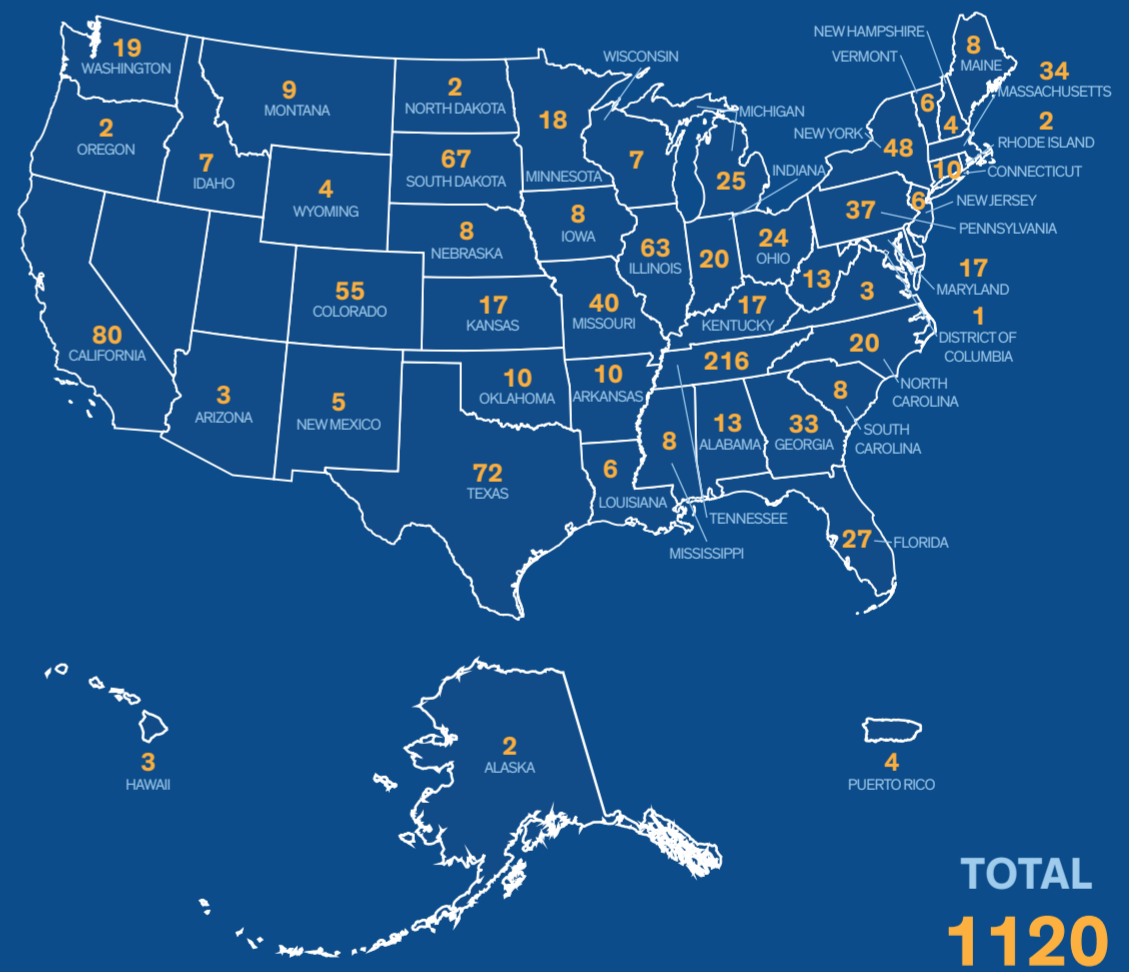 19
WASHINGTON
2
OREGON
7
IDAHO
9
MONTANA
4
WYOMING
2
NORTH DAKOTA
67
SOUTH DAKOTA
8
NEBRASKA
18
MINNESOTA
8
IOWA
WISCONSIN
7
MICHIGAN
25
INDIANA
20
63
ILLINOIS
24
OHIO
NEW HAMPSHIRE
4
VERMONT
6
8
MAINE
34
MASSACHUSETTS
2
RHODE ISLAND
10
CONNECTICUT
NEW YORK
48
6
NEW JERSEY
37
PENNSYLVANIA
17
MARYLAND
1
DISTRICT OF
COLUMBIA
13
3
80
CALIFORNIA
55
COLORADO
17
KANSAS
40
MISSOURI
17
KENTUCKY
216
TENNESSEE
20
NORTH
CAROLINA
8
SOUTH
CAROLINA
3
ARIZONA
5
NEW MEXICO
10
OKLAHOMA
10
ARKANSAS
8
MISSISSIPPI
13
ALABAMA
33
GEORGIA
72
TEXAS
6
LOUISIANA
27
FLORIDA
3
HAWAII
2
ALASKA
4
PUERTO RICO
TOTAL
1120